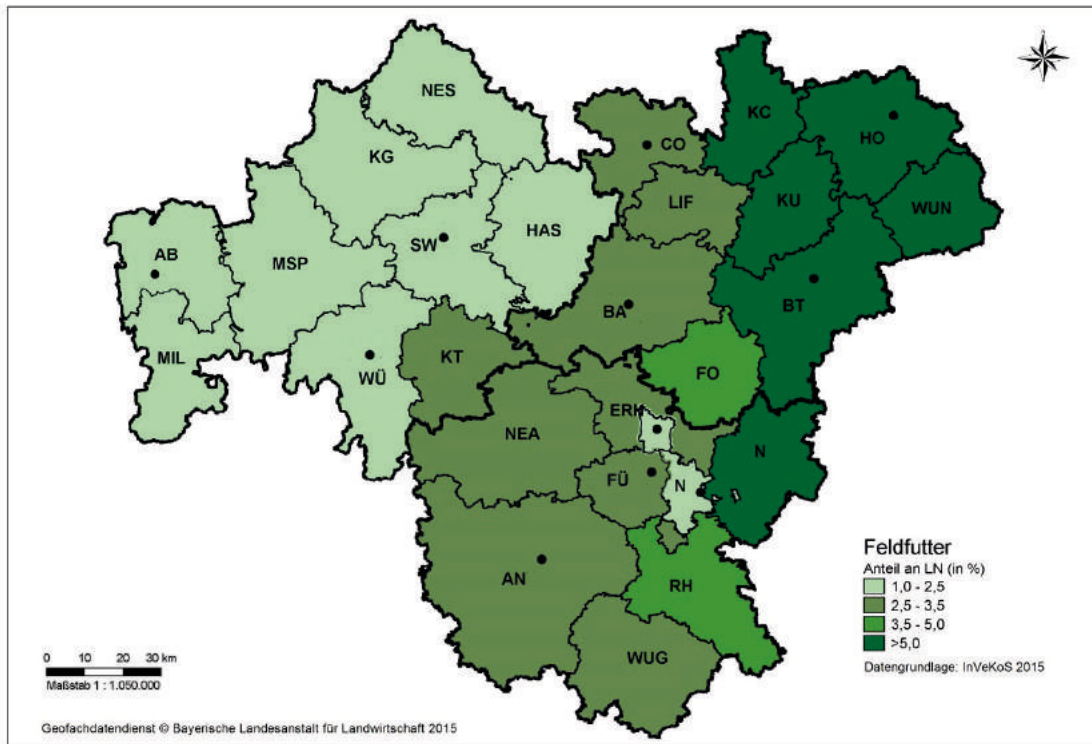 NES
KC
HO
CO
KG
LIF
KU
WUN
HAS
SW
AB
MSP
BT
BA
MIL
KT
FO
WÜ
ERH
NEA
N
FÜ
N
AN
RH
WUG
Feldfutter
Anteil an LN (in %)
1,0 - 2,5
2,5 - 3,5
3,5 - 5,0
>5,0
Datengrundlage: InVeKoS 2015
0 10 20 30 km
Maßstab 1 : 1.050.000
Geofachdatendienst © Bayerische Landesanstalt für Landwirtschaft 2015